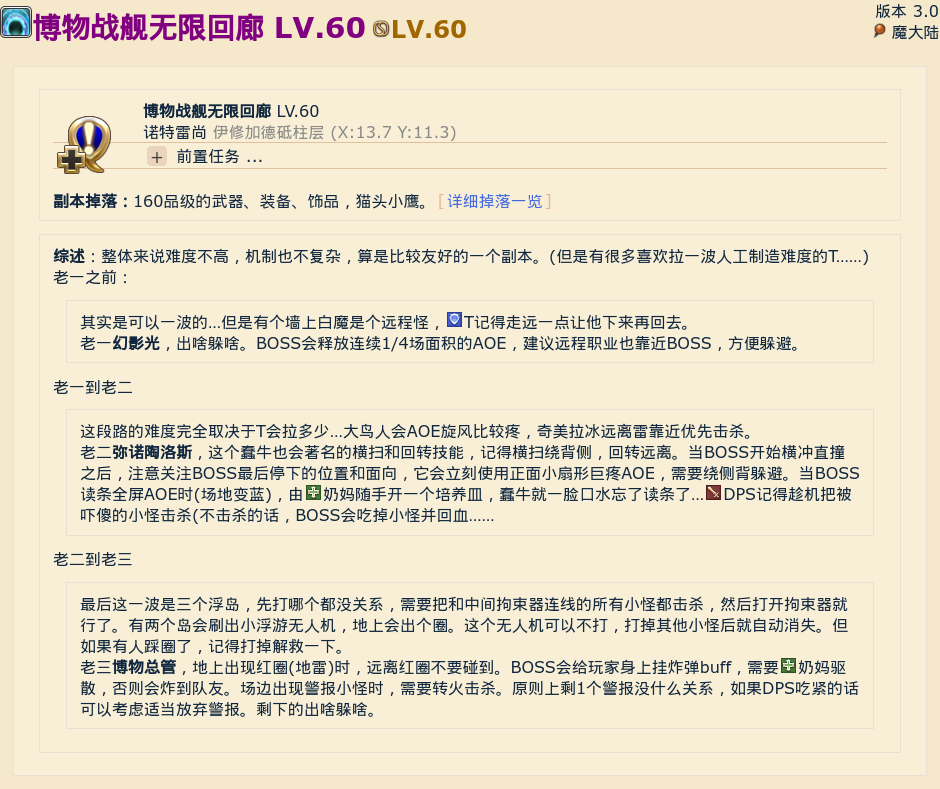 博物战舰无限回廊 LV.60 LV.60
版本 3.0
魔大陆
博物战舰无限回廊 LV.60
诺特雷尚 伊修加德砥柱层 (X:13.7 Y:11.3)
+ 前置任务 ...
副本掉落：160品级的武器、装备、饰品，猫头小鹰。[详细掉落一览]
综述：整体来说难度不高，机制也不复杂，算是比较友好的一个副本。(但是有很多喜欢拉一波人工制造难度的T……)
老一之前：
其实是可以一波的…但是有个墙上白魔是个远程怪，T记得走远一点让他下来再回去。
老一幻影光，出啥躲啥。BOSS会释放连续1/4场面积的AOE，建议远程职业也靠近BOSS，方便躲避。
老一到老二
这段路的难度完全取决于T会拉多少…大鸟人会AOE旋风比较疼，奇美拉冰远离雷靠近优先击杀。
老二弥诺陶洛斯，这个蠢牛也会著名的横扫和回转技能，记得横扫绕背侧，回转远离。当BOSS开始横冲直撞
之后，注意关注BOSS最后停下的位置和面向，它会立刻使用正面小扇形巨疼AOE，需要绕侧背躲避。当BOSS
读条全屏AOE时(场地变蓝)，由奶妈随手开一个培养皿，蠢牛就一脸口水忘了读条了…DPS记得趁机把被
吓傻的小怪击杀(不击杀的话，BOSS会吃掉小怪并回血……
老二到老三
最后这一波是三个浮岛，先打哪个都没关系，需要把和中间拘束器连线的所有小怪都击杀，然后打开拘束器就
行了。有两个岛会刷出小浮游无人机，地上会出个圈。这个无人机可以不打，打掉其他小怪后就自动消失。但
如果有人踩圈了，记得打掉解救一下。
老三博物总管，地上出现红圈(地雷)时，远离红圈不要碰到。BOSS会给玩家身上挂炸弹buff，需要奶妈驱
散，否则会炸到队友。场边出现警报小怪时，需要转火击杀。原则上剩1个警报没什么关系，如果DPS吃紧的话
可以考虑适当放弃警报。剩下的出啥躲啥。